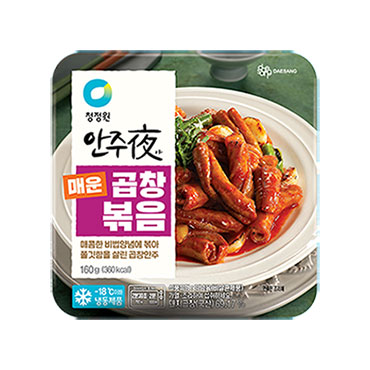 DAESANG
청정원
안주夜
야
매운 곱창
볶음
매콤한 비법양념에 볶아
쫄깃함을 살린 곱창안주
160 g (360 kcal)
-18℃이하
냉동제품